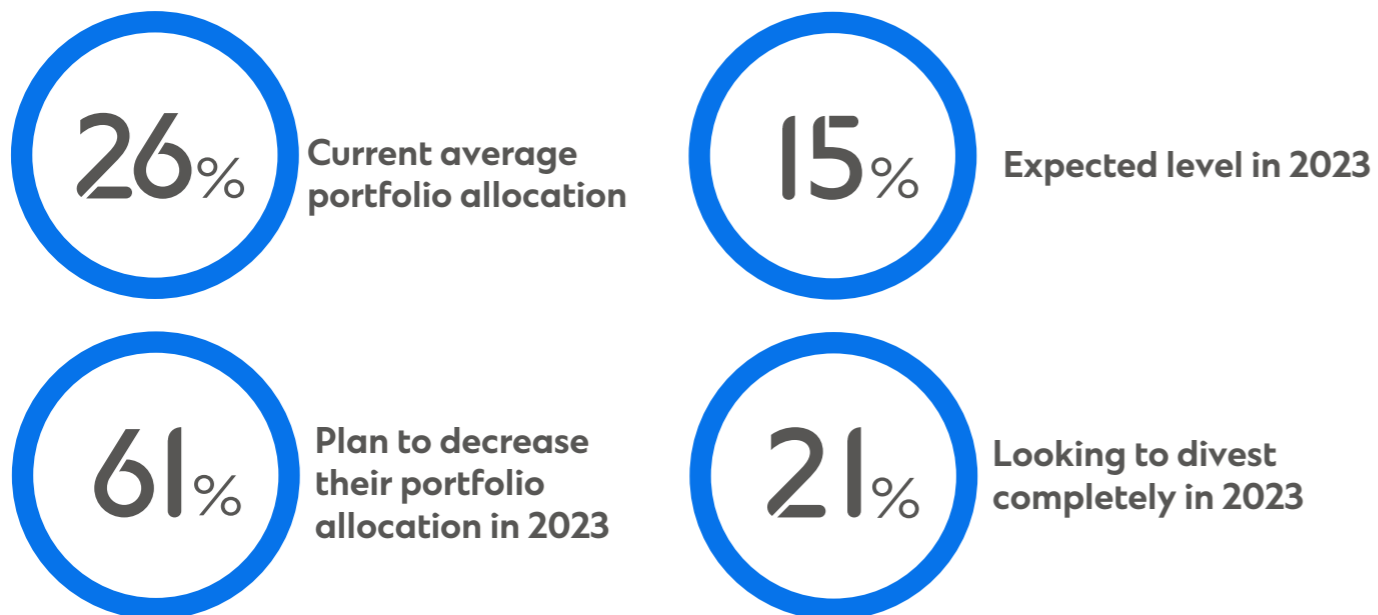 26%
Current average
portfolio allocation
15%
Expected level in 2023
61%
Plan to decrease
their portfolio
allocation in 2023
21%
Looking to divest
completely in 2023